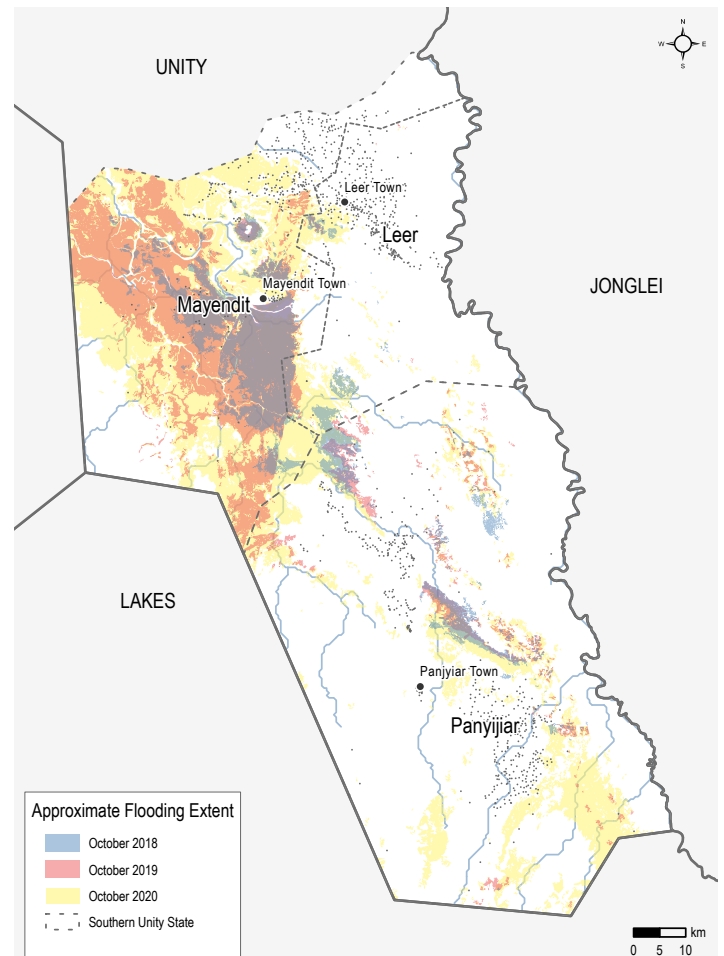 N
W
E
S
UNITY
Leer Town
Leer
JONGLEI
Mayendit Town
Mayendit
LAKES
Panjyiar Town
Panyijiar
Approximate Flooding Extent
October 2018
October 2019
October 2020
Southern Unity State
km
0 5 10